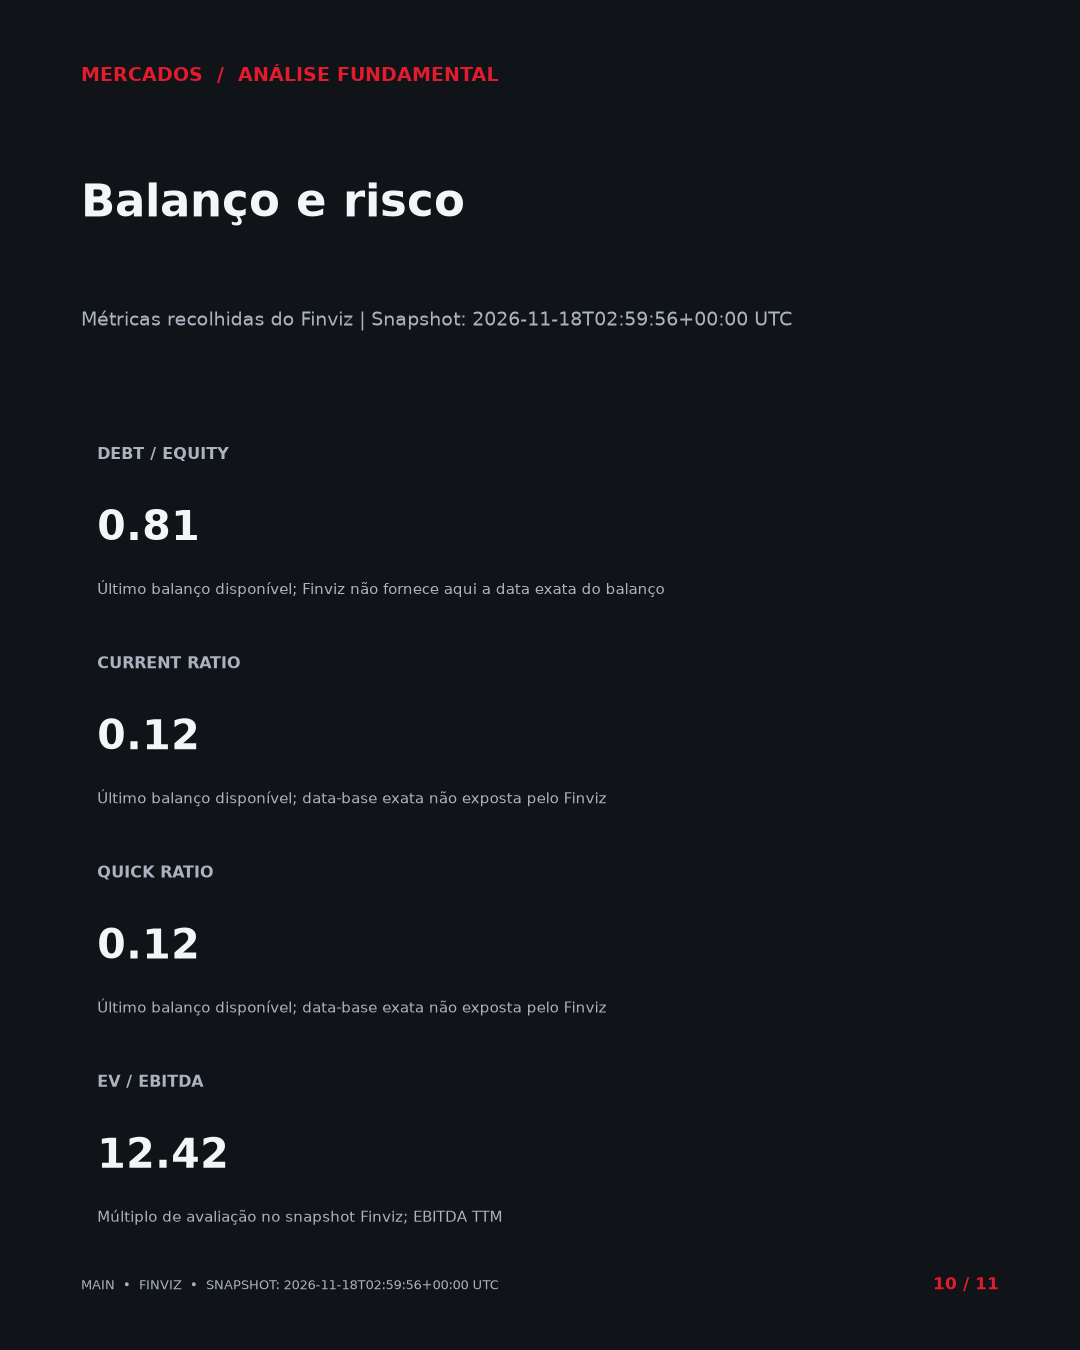 MERCADOS / ANÁLISE FUNDAMENTAL
Balanço e risco
Métricas recolhidas do Finviz | Snapshot: 2026-11-18T02:59:56+00:00 UTC
DEBT / EQUITY
0.81
Último balanço disponível; Finviz não fornece aqui a data exata do balanço
CURRENT RATIO
0.12
Último balanço disponível; data-base exata não exposta pelo Finviz
QUICK RATIO
0.12
Último balanço disponível; data-base exata não exposta pelo Finviz
EV / EBITDA
12.42
Múltiplo de avaliação no snapshot Finviz; EBITDA TTM
MAIN • FINVIZ • SNAPSHOT: 2026-11-18T02:59:56+00:00 UTC
10 / 11